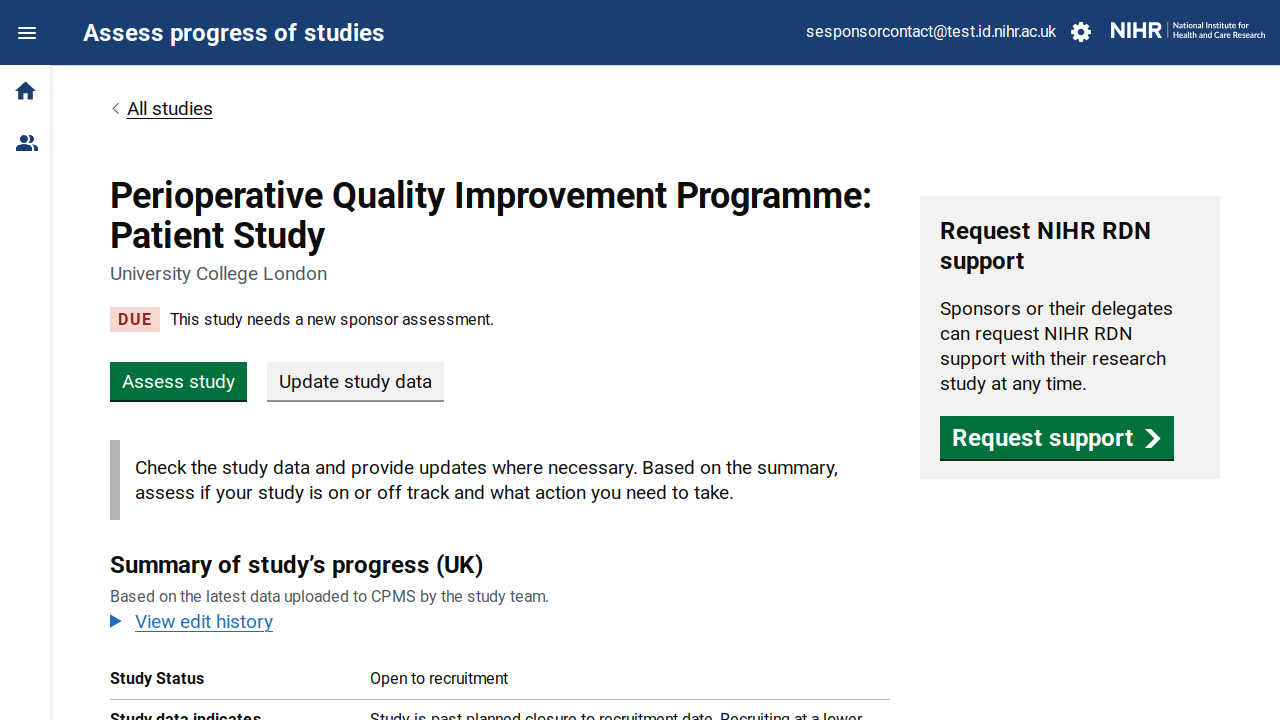 Assess progress of studies
sesponsorcontact@test.id.nihr.ac.uk
NIHR
National Institute for
Health and Care Research
All studies
Perioperative Quality Improvement Programme:
Patient Study
University College London
DUE This study needs a new sponsor assessment.
Assess study
Update study data
Check the study data and provide updates where necessary. Based on the summary,
assess if your study is on or off track and what action you need to take.
Summary of study’s progress (UK)
Based on the latest data uploaded to CPMS by the study team.
View edit history
Study Status Open to recruitment
Study data indicates Study is past planned closure to recruitment date, Recruiting at a lower
Request NIHR RDN
support
Sponsors or their delegates
can request NIHR RDN
support with their research
study at any time.
Request support